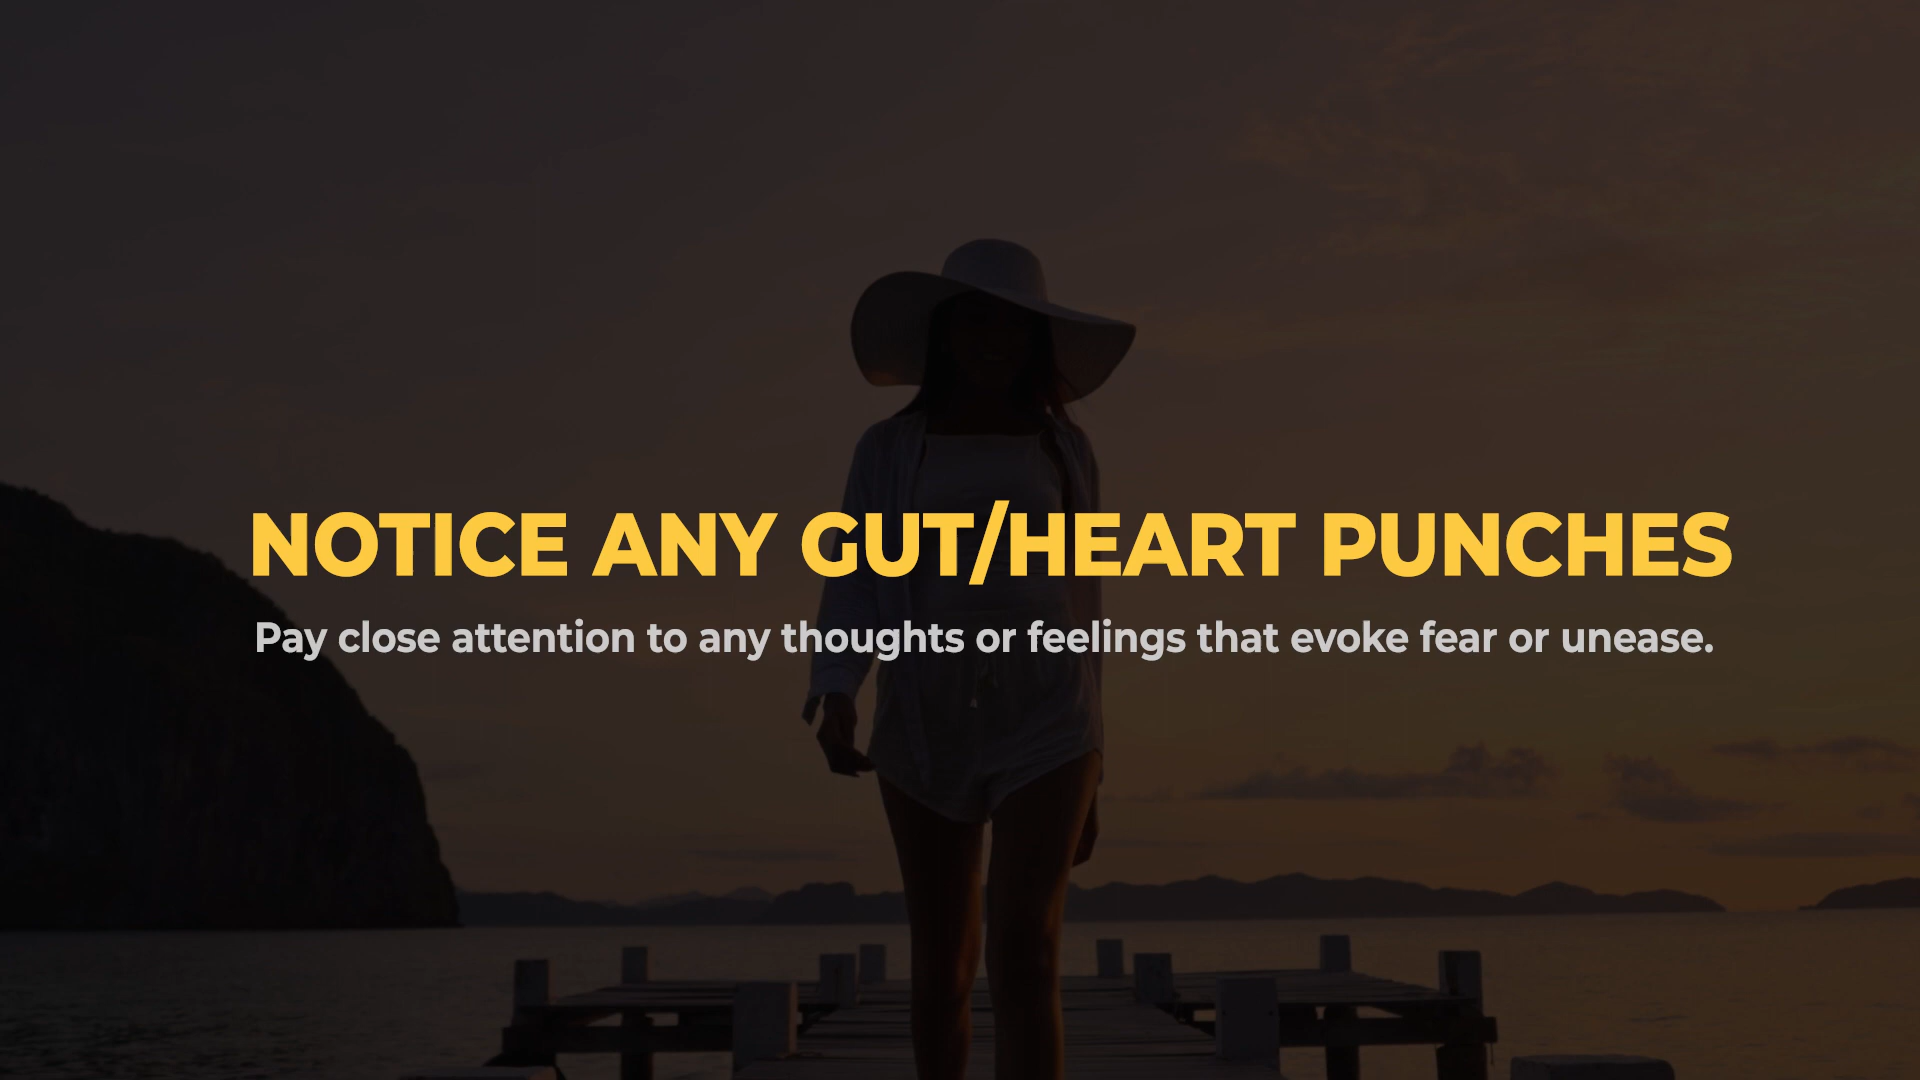 NOTICE ANY GUT/HEART PUNCHES
Pay close attention to any thoughts or feelings that evoke fear or unease.